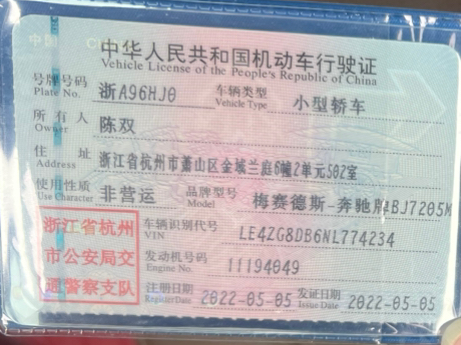 中华人民共和国机动车行驶证
Vehicle License of the People's Republic of China
号牌号码 浙A96HJ0 车辆类型 小型轿车
Plate No. Vehicle Type
所有人 陈双
Owner
住址 浙江省杭州市萧山区金域兰庭6幢2单元502室
Address
使用性质 非营运 品牌型号 梅赛德斯-奔驰牌BJ7205M
Use Character Model
浙江省杭州
市公安局交
通警察支队
车辆识别代号 LE4ZG8DB6NL774234
VIN
发动机号码 11194049
Engine No.
注册日期 2022-05-05 发证日期 2022-05-05
Register Date Issue Date